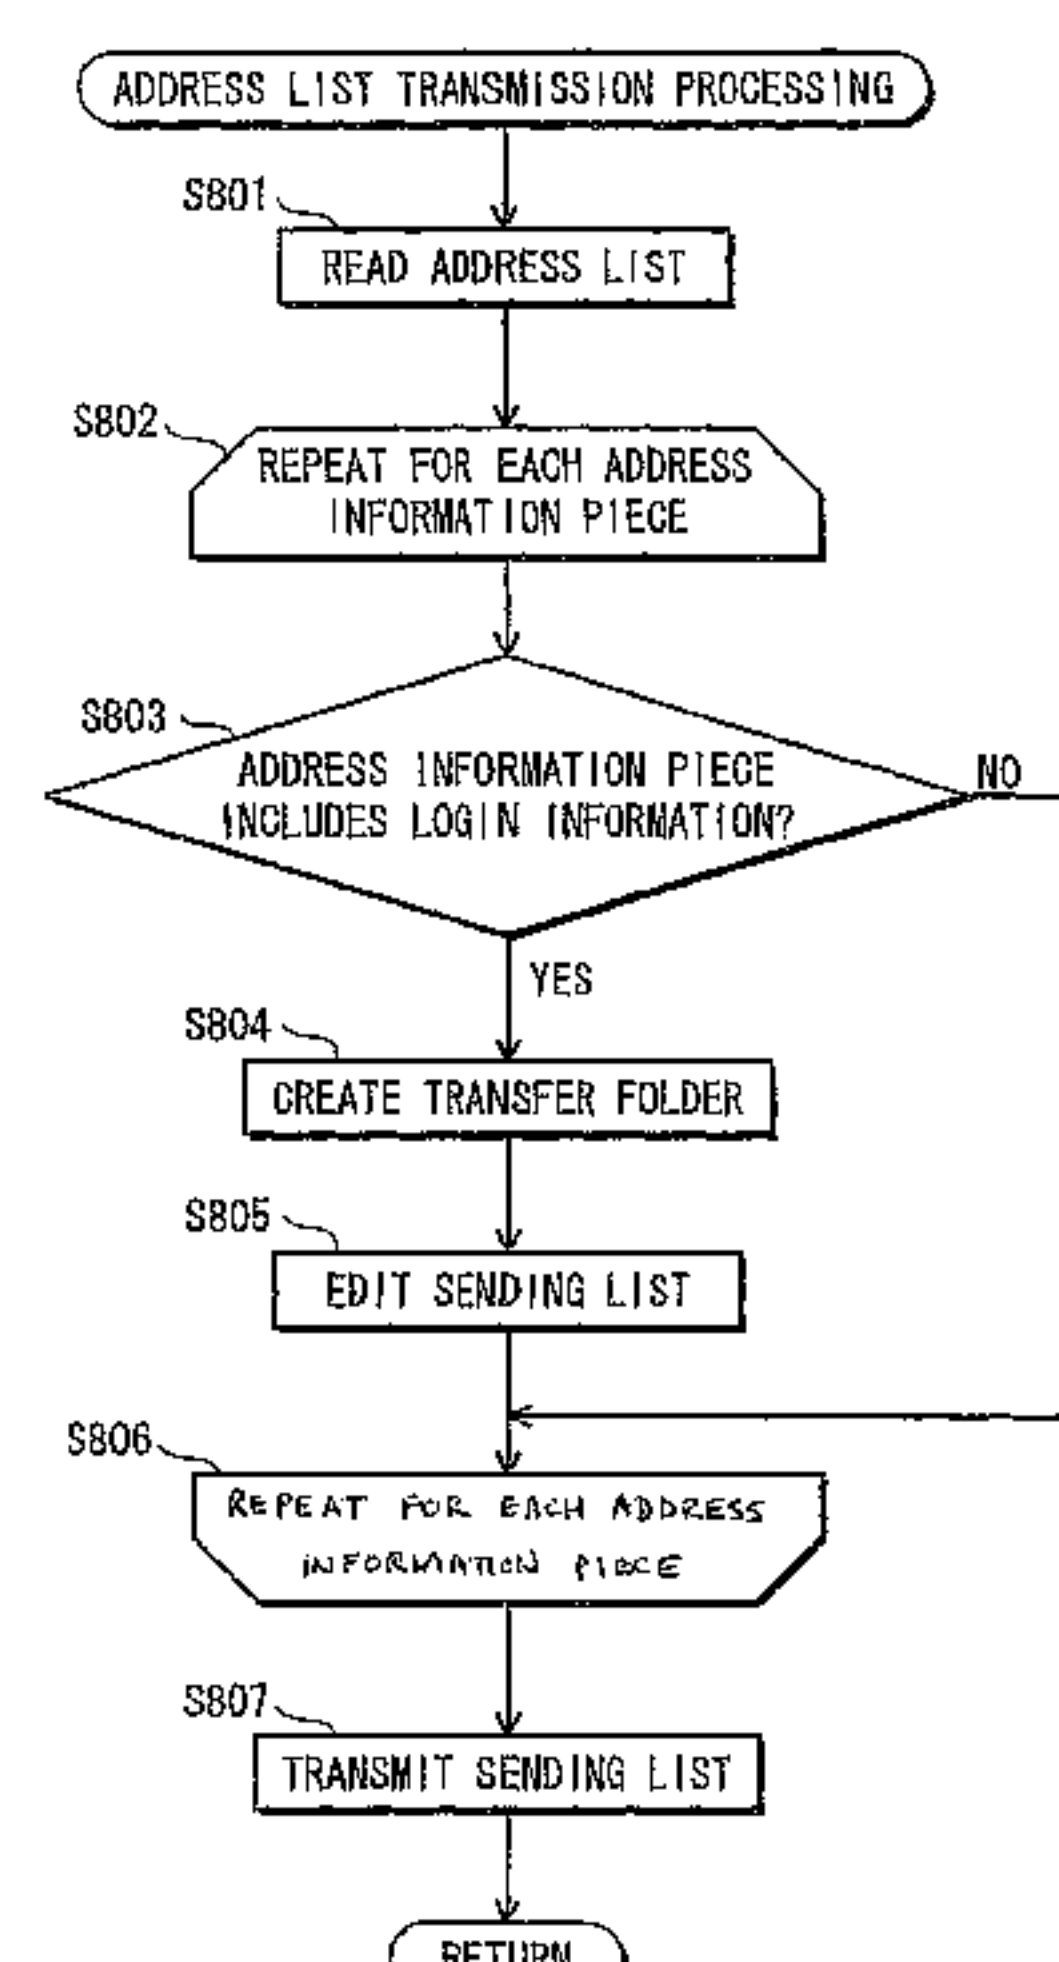 ADDRESS LIST TRANSMISSION PROCESSING
S801
READ ADDRESS LIST
S802
REPEAT FOR EACH ADDRESS
INFORMATION PIECE
S803
ADDRESS INFORMATION PIECE
INCLUDES LOGIN INFORMATION?
NO
YES
S804
CREATE TRANSFER FOLDER
S805
EDIT SENDING LIST
S806
REPEAT FOR EACH ADDRESS
INFORMATION PIECE
S807
TRANSMIT SENDING LIST
RETURN